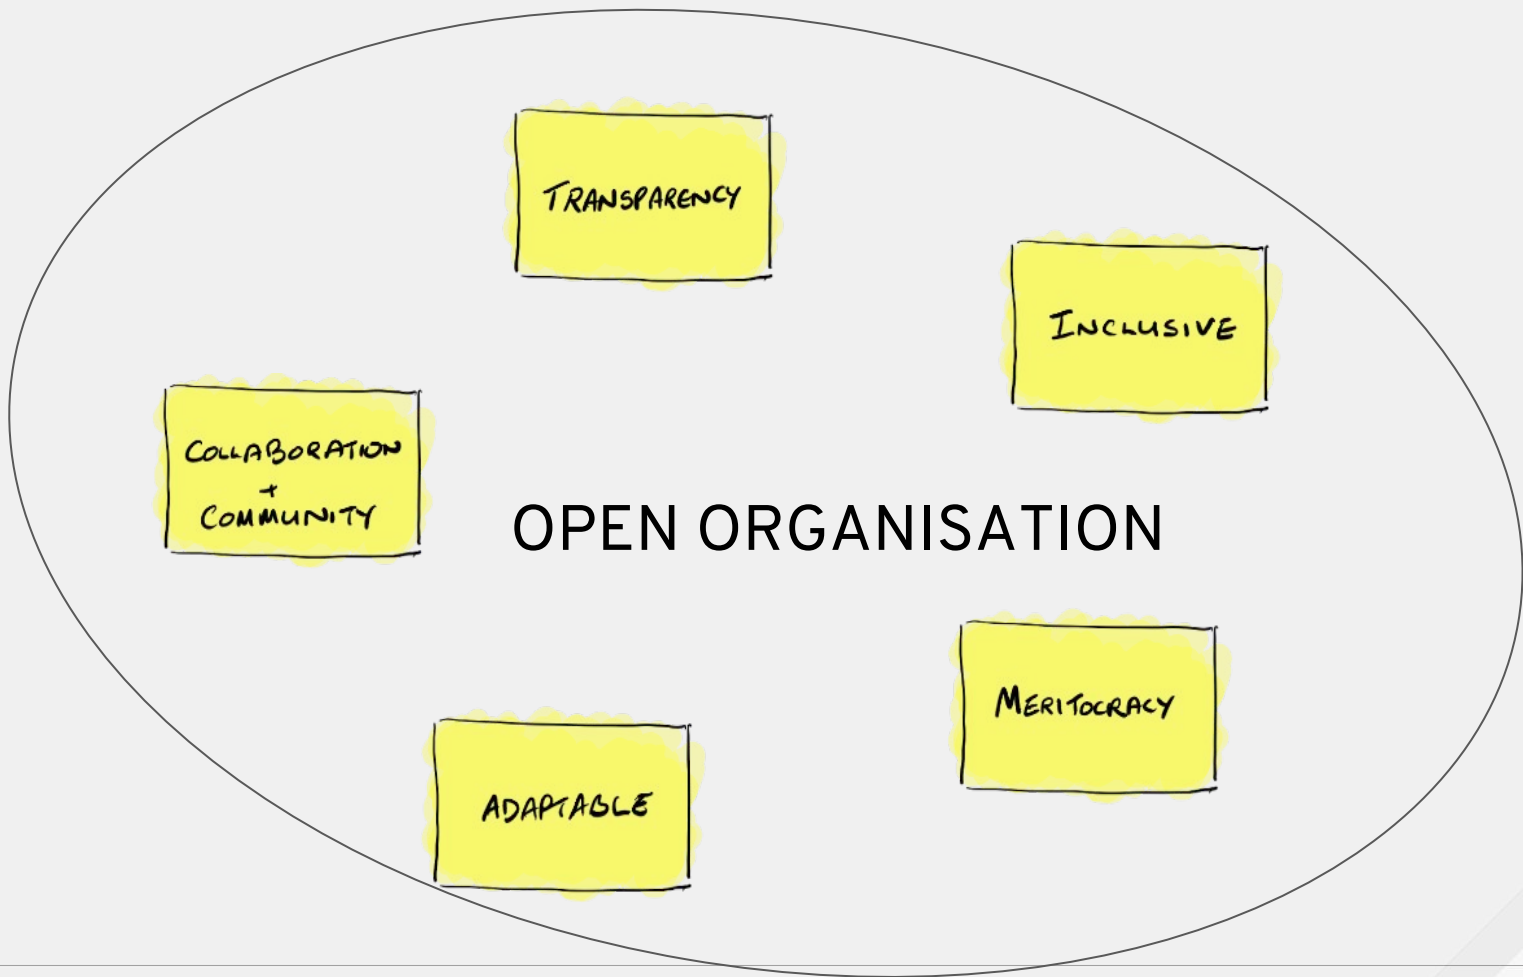 TRANSPARENCY
INCLUSIVE
COLLABORATION
+
COMMUNITY
OPEN ORGANISATION
MERITOCRACY
ADAPTABLE